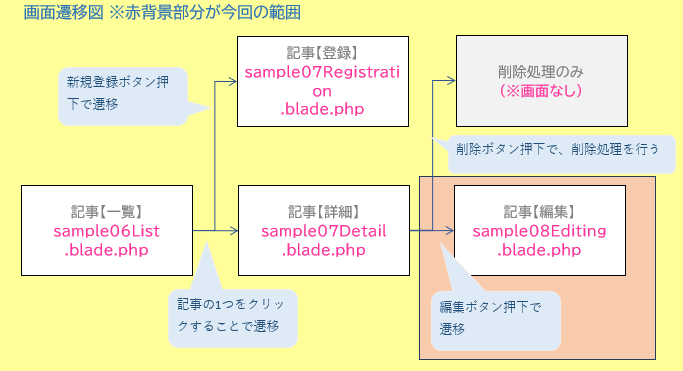 画面遷移図 ※赤背景部分が今回の範囲
記事【登録】
sample07Registrati
on
.blade.php
削除処理のみ
（※画面なし）
新規登録ボタン押
下で遷移
削除ボタン押下で、削除処理を行う
記事【一覧】
sample06List
.blade.php
記事【詳細】
sample07Detail
.blade.php
記事【編集】
sample08Editing
.blade.php
記事の1つをクリッ
クすることで遷移
編集ボタン押下で
遷移